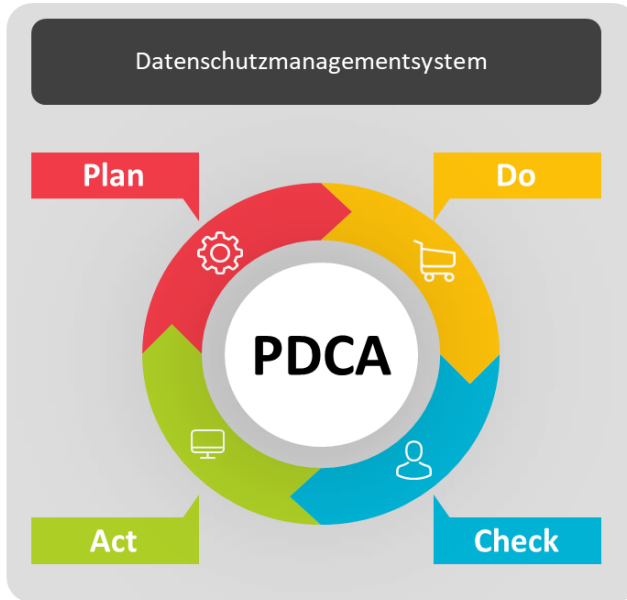 Datenschutzmanagementsystem
Plan
Do
PDCA
Act
Check